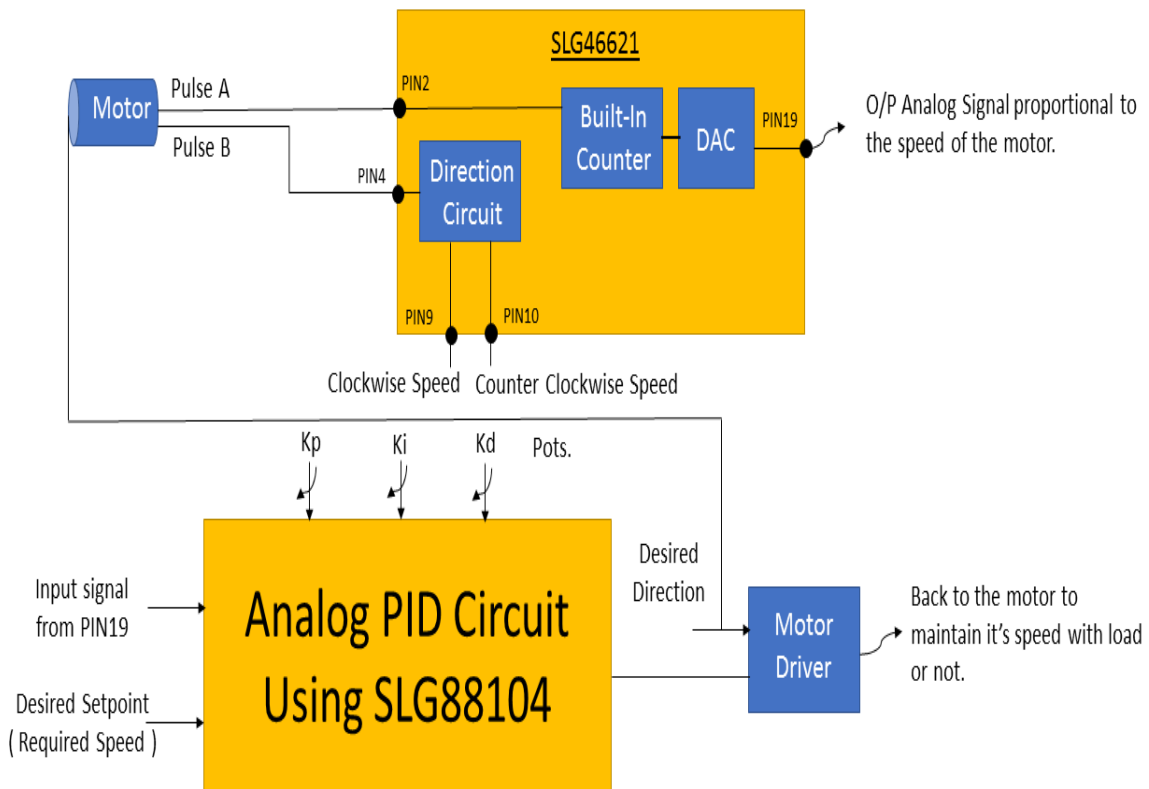 SLG46621
Motor
Pulse A
Pulse B
PIN2
PIN4
Built-In
Counter
DAC
PIN19
O/P Analog Signal proportional to
the speed of the motor.
Direction
Circuit
PIN9
PIN10
Clockwise Speed
Counter Clockwise Speed
Kp
Ki
Kd
Pots.
Input signal
from PIN19
Desired Setpoint
( Required Speed )
Analog PID Circuit
Using SLG88104
Desired
Direction
Motor
Driver
Back to the motor to
maintain it's speed with load
or not.